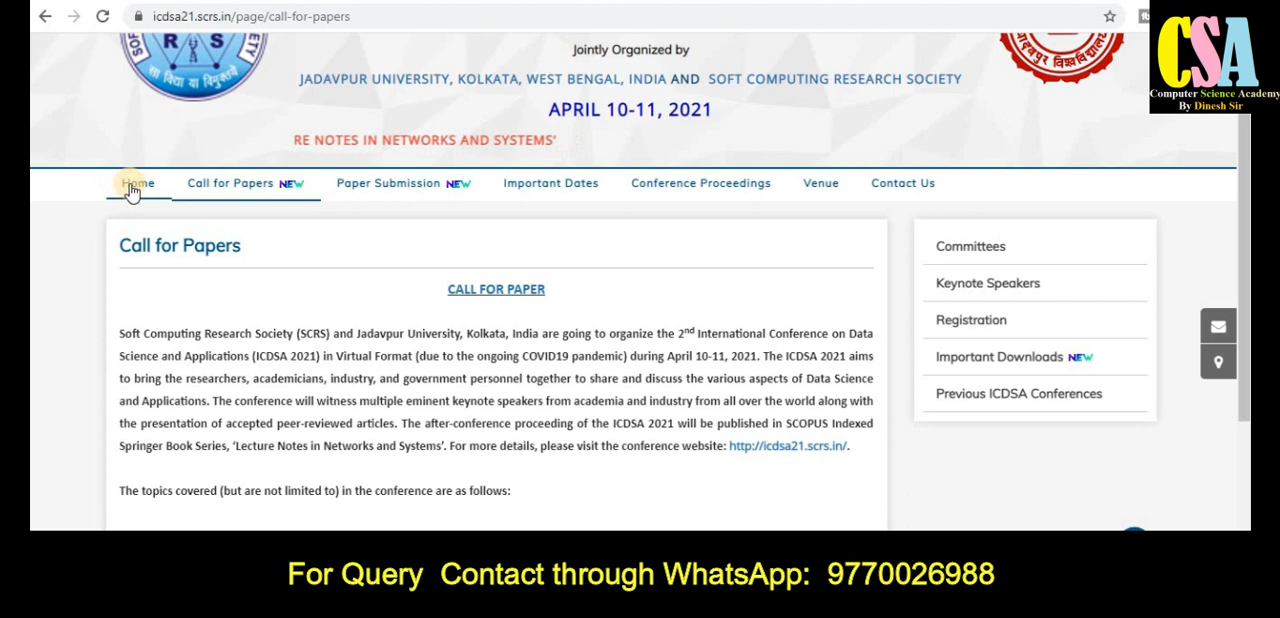 icdsa21.scrs.in/page/call-for-papers
CSA
Computer Science Academy
By Dinesh Sir
R S
सा विद्या या विमुक्तये
Jointly Organized by
JADAVPUR UNIVERSITY, KOLKATA, WEST BENGAL, INDIA AND SOFT COMPUTING RESEARCH SOCIETY
APRIL 10-11, 2021
RE NOTES IN NETWORKS AND SYSTEMS'
Home Call for Papers NEW Paper Submission NEW Important Dates Conference Proceedings Venue Contact Us
Call for Papers
CALL FOR PAPER
Soft Computing Research Society (SCRS) and Jadavpur University, Kolkata, India are going to organize the 2nd International Conference on Data
Science and Applications (ICDSA 2021) in Virtual Format (due to the ongoing COVID19 pandemic) during April 10-11, 2021. The ICDSA 2021 aims
to bring the researchers, academicians, industry, and government personnel together to share and discuss the various aspects of Data Science
and Applications. The conference will witness multiple eminent keynote speakers from academia and industry from all over the world along with
the presentation of accepted peer-reviewed articles. The after-conference proceeding of the ICDSA 2021 will be published in SCOPUS Indexed
Springer Book Series, 'Lecture Notes in Networks and Systems'. For more details, please visit the conference website: http://icdsa21.scrs.in/.
The topics covered (but are not limited to) in the conference are as follows:
Committees
Keynote Speakers
Registration
Important Downloads NEW
Previous ICDSA Conferences
For Query Contact through WhatsApp: 9770026988